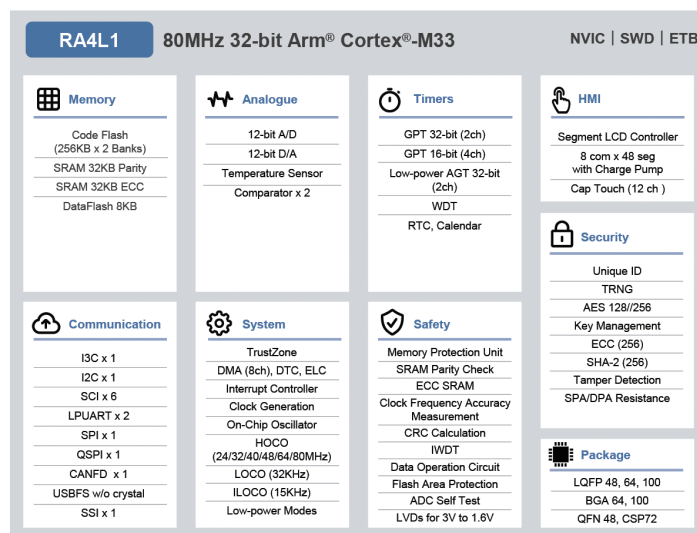 RA4L1
80MHz 32-bit Arm® Cortex®-M33
NVIC | SWD | ETB
Memory
Code Flash
(256KB x 2 Banks)
SRAM 32KB Parity
SRAM 32KB ECC
DataFlash 8KB
Analogue
12-bit A/D
12-bit D/A
Temperature Sensor
Comparator x 2
Timers
GPT 32-bit (2ch)
GPT 16-bit (4ch)
Low-power AGT 32-bit
(2ch)
WDT
RTC, Calendar
HMI
Segment LCD Controller
8 com x 48 seg
with Charge Pump
Cap Touch (12 ch )
Security
Unique ID
TRNG
AES 128//256
Key Management
ECC (256)
SHA-2 (256)
Tamper Detection
SPA/DPA Resistance
Communication
I3C x 1
I2C x 1
SCI x 6
LPUART x 2
SPI x 1
QSPI x 1
CANFD x 1
USBFS w/o crystal
SSI x 1
System
TrustZone
DMA (8ch), DTC, ELC
Interrupt Controller
Clock Generation
On-Chip Oscillator
HOCO
(24/32/40/48/64/80MHz)
LOCO (32KHz)
ILOCO (15KHz)
Low-power Modes
Safety
Memory Protection Unit
SRAM Parity Check
ECC SRAM
Clock Frequency Accuracy
Measurement
CRC Calculation
IWDT
Data Operation Circuit
Flash Area Protection
ADC Self Test
LVDs for 3V to 1.6V
Package
LQFP 48, 64, 100
BGA 64, 100
QFN 48, CSP72